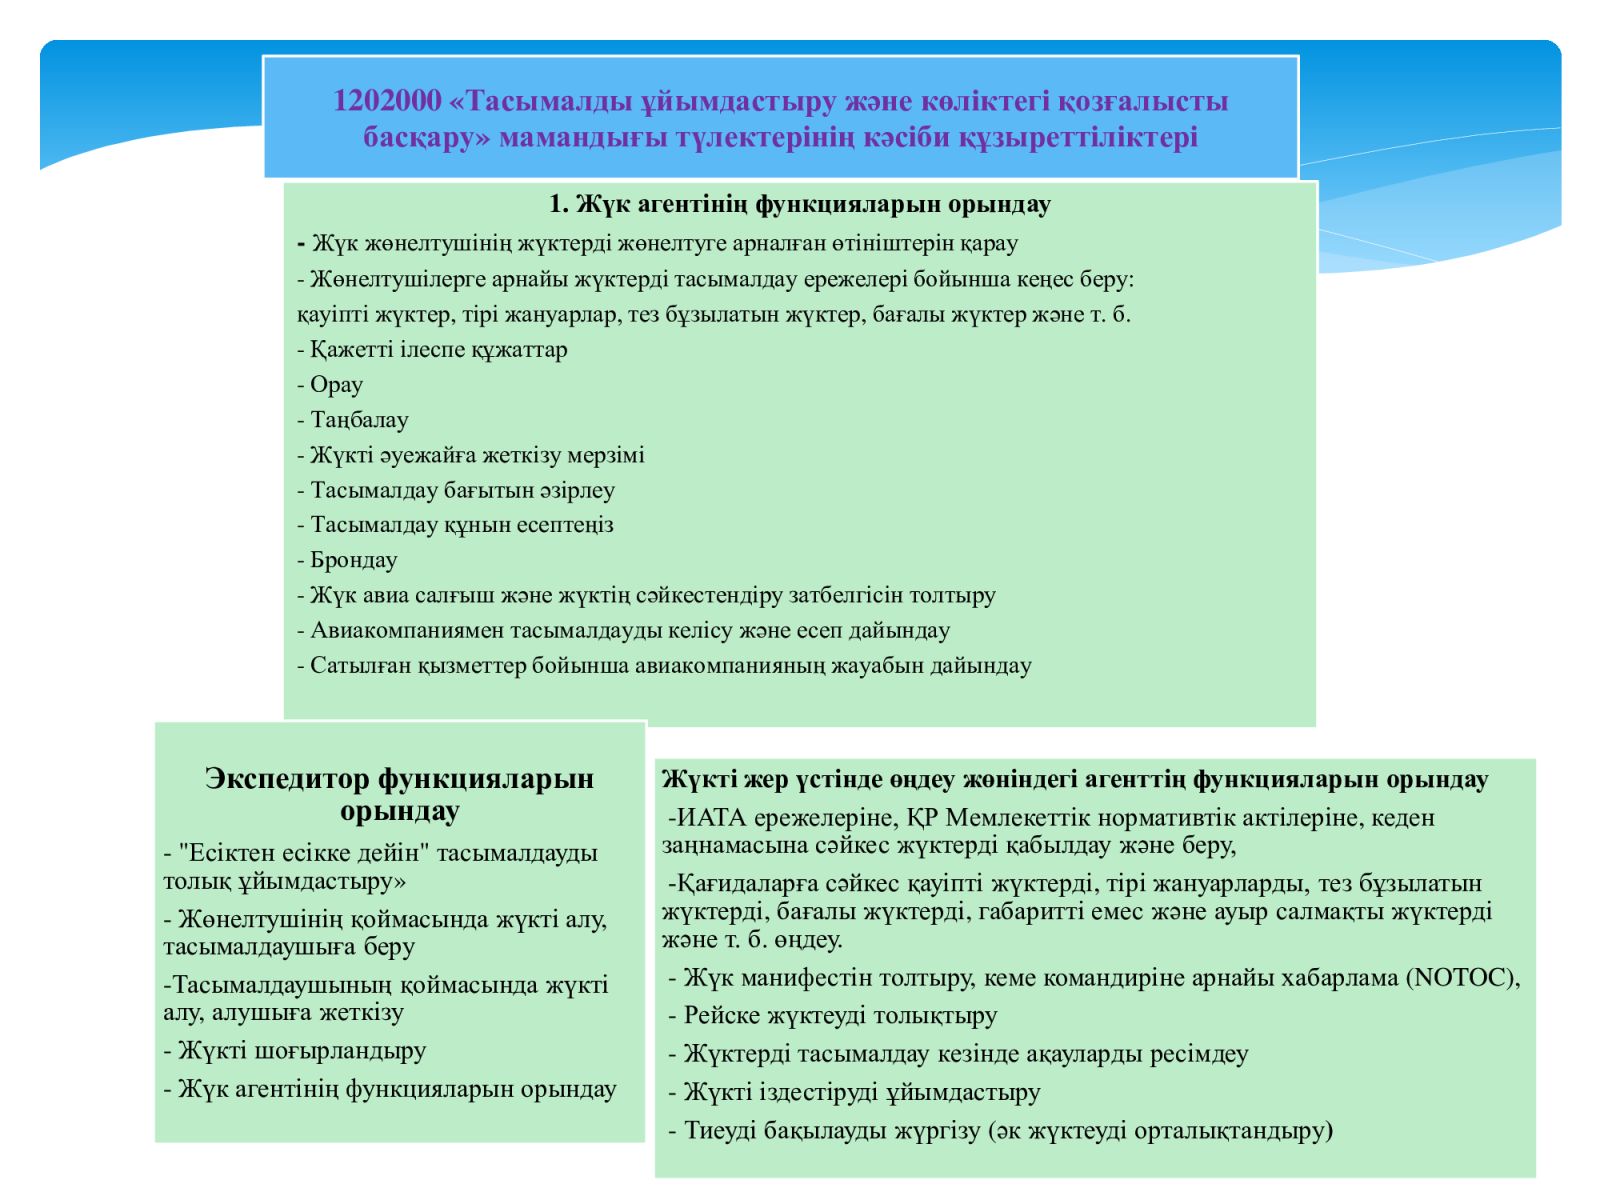 1202000 «Тасымалды ұйымдастыру және көліктегі қозғалысты
басқару» мамандығы түлектерінің кәсіби құзыреттіліктері
1. Жүк агентінің функцияларын орындау
- Жүк жөнелтушінің жүктерді жөнелтуге арналған өтініштерін қарау
- Жөнелтушілерге арнайы жүктерді тасымалдау ережелері бойынша кеңес беру:
қауіпті жүктер, тірі жануарлар, тез бұзылатын жүктер, бағалы жүктер және т. б.
- Қажетті ілеспе құжаттар
- Орау
- Таңбалау
- Жүкті әуежайға жеткізу мерзімі
- Тасымалдау бағытын әзірлеу
- Тасымалдау құнын есептеңіз
- Брондау
- Жүк авиа салғыш және жүктің сәйкестендіру затбелгісін толтыру
- Авиакомпаниямен тасымалдауды келісу және есеп дайындау
- Сатылған қызметтер бойынша авиакомпанияның жауабын дайындау
Экспедитор функцияларын
орындау
- "Есіктен есікке дейін" тасымалдауды
толық ұйымдастыру»
- Жөнелтушінің қоймасында жүкті алу,
тасымалдаушыға беру
-Тасымалдаушының қоймасында жүкті
алу, алушыға жеткізу
- Жүкті шоғырландыру
- Жүк агентінің функцияларын орындау
Жүкті жер үстінде өңдеу жөніндегі агенттің функцияларын орындау
-ИАТА ережелеріне, ҚР Мемлекеттік нормативтік актілеріне, кеден
заңнамасына сәйкес жүктерді қабылдау және беру,
-Қағидаларға сәйкес қауіпті жүктерді, тірі жануарларды, тез бұзылатын
жүктерді, бағалы жүктерді, габаритті емес және ауыр салмақты жүктерді
және т. б. өңдеу.
- Жүк манифестін толтыру, кеме командиріне арнайы хабарлама (NOTOC),
- Рейске жүктеуді толықтыру
- Жүктерді тасымалдау кезінде ақауларды ресімдеу
- Жүкті іздестіруді ұйымдастыру
- Тиеуді бақылауды жүргізу (әк жүктеуді орталықтандыру)